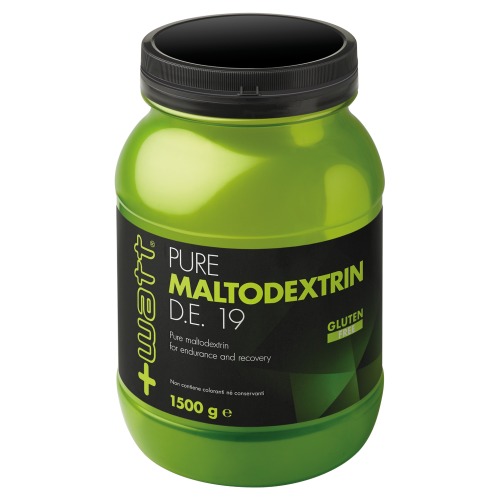 +watt®
PURE
MALTODEXTRIN
D.E. 19
Pure maltodextrin
for endurance and recovery
GLUTEN
FREE
Non contiene coloranti né conservanti
1500 g e